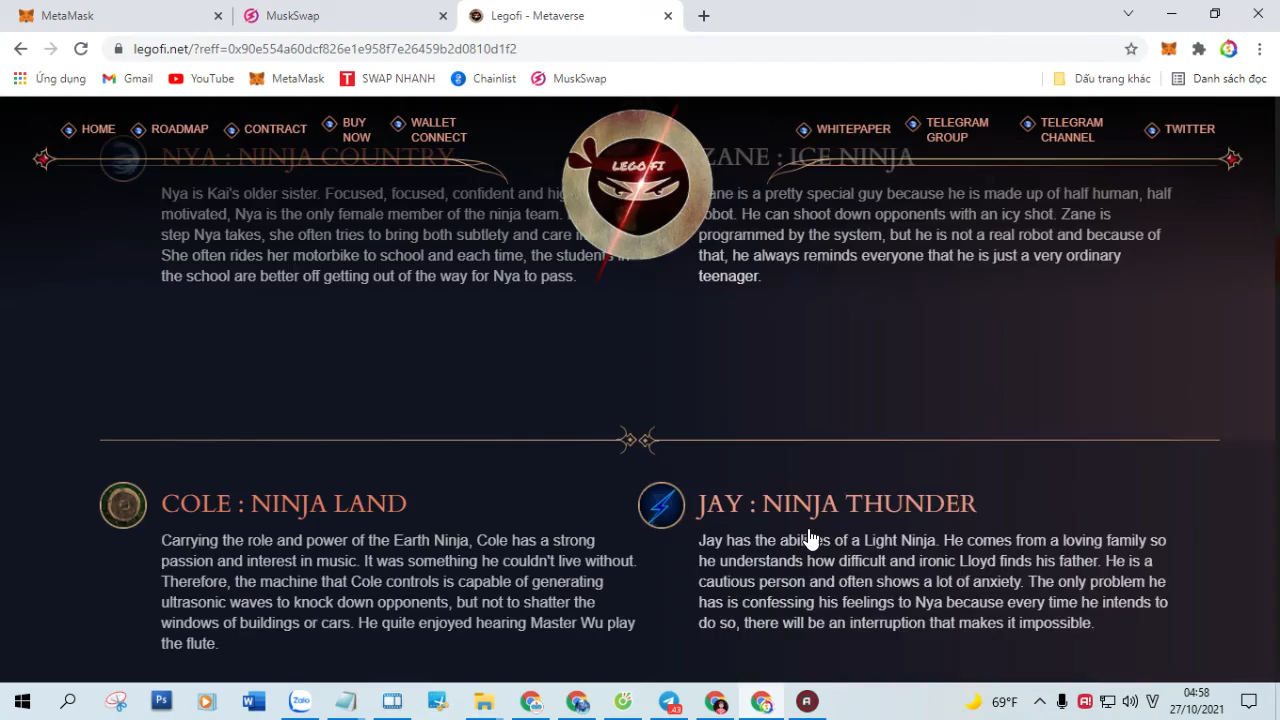 MetaMask
MuskSwap
Legofi - Metaverse
legofi.net/?reff=0x90e554a60dcf826e1e958f7e26459b2d0810d1f2
Ứng dụng
Gmail
YouTube
MetaMask
SWAP NHANH
Chainlist
MuskSwap
Dấu trang khác
Danh sách đọc
HOME
ROADMAP
CONTRACT
BUY
NOW
WALLET
CONNECT
LEGO FI
WHITEPAPER
TELEGRAM
GROUP
TELEGRAM
CHANNEL
TWITTER
NYA : NINJA COUNTRY
Nya is Kai's older sister. Focused, focused, confident and
motivated, Nya is the only female member of the ninja team.
step Nya takes, she often tries to bring both subtlety and care
She often rides her motorbike to school and each time, the students in
the school are better off getting out of the way for Nya to pass.
ZANE : ICE NINJA
Zane is a pretty special guy because he is made up of half human, half
robot. He can shoot down opponents with an icy shot. Zane is
programmed by the system, but he is not a real robot and because of
that, he always reminds everyone that he is just a very ordinary
teenager.
COLE : NINJA LAND
Carrying the role and power of the Earth Ninja, Cole has a strong
passion and interest in music. It was something he couldn't live without.
Therefore, the machine that Cole controls is capable of generating
ultrasonic waves to knock down opponents, but not to shatter the
windows of buildings or cars. He quite enjoyed hearing Master Wu play
the flute.
JAY : NINJA THUNDER
Jay has the abilities of a Light Ninja. He comes from a loving family so
he understands how difficult and ironic Lloyd finds his father. He is a
cautious person and often shows a lot of anxiety. The only problem he
has is confessing his feelings to Nya because every time he intends to
do so, there will be an interruption that makes it impossible.
Ps
W
Zalo
43
A
69°F
V
04:58
27/10/2021